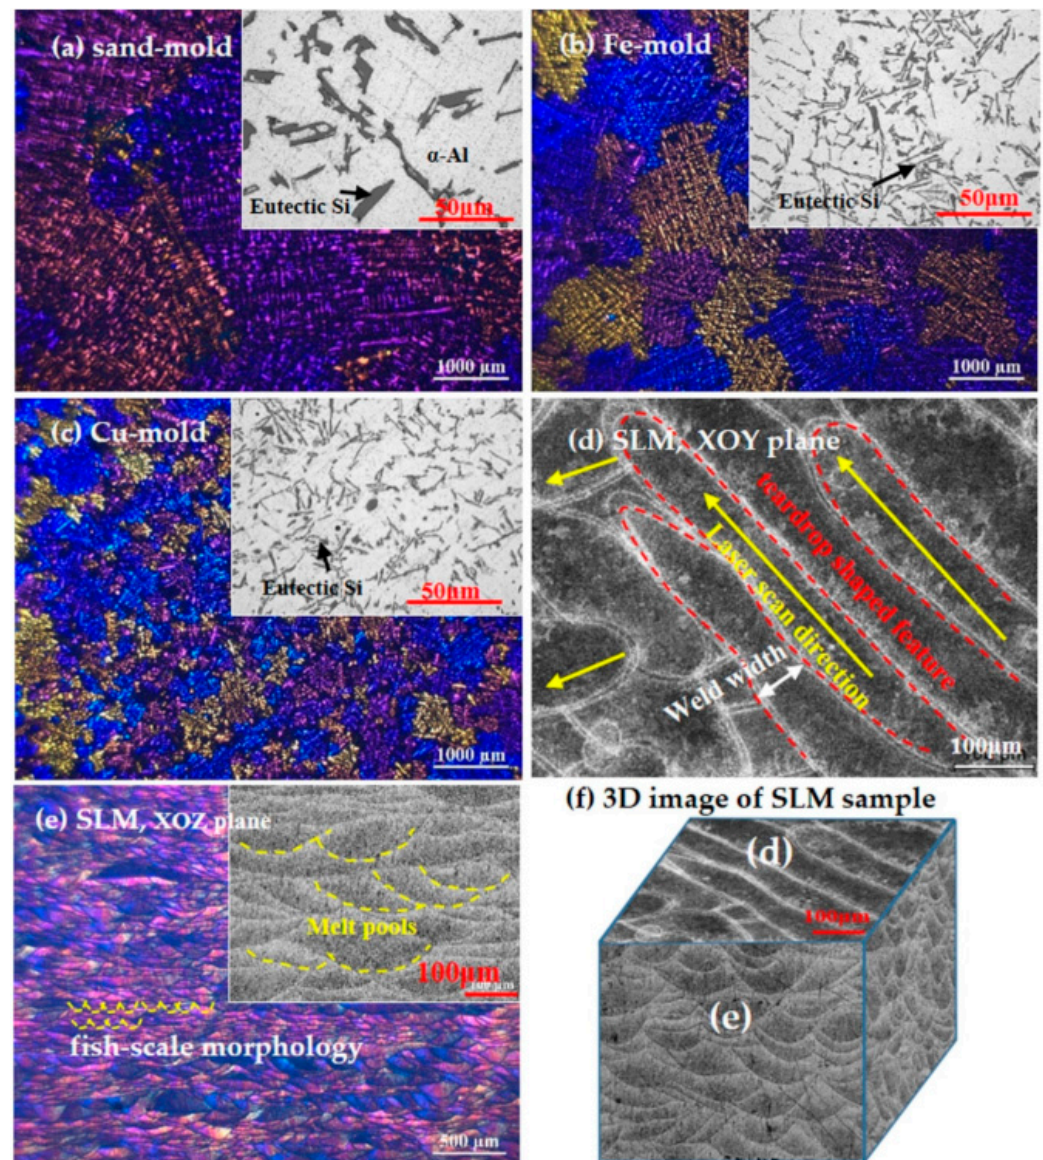 (a) sand-mold
α-Al
Eutectic Si
50μm
1000 μm
(b) Fe-mold
Eutectic Si
50μm
1000 μm
(c) Cu-mold
Eutectic Si
50μm
1000 μm
(d) SLM, XOY plane
teardrop shaped feature
Laser scan direction
Weld width
100μm
(e) SLM, XOZ plane
Melt pools
100μm
fish-scale morphology
500 μm
(f) 3D image of SLM sample
(d)
100μm
(e)